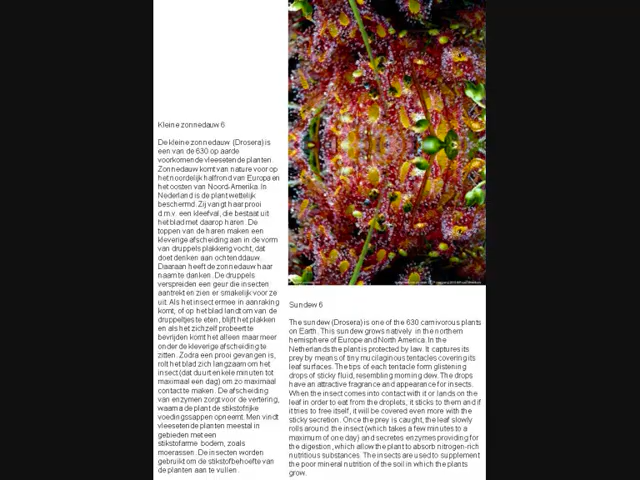 Kleine zonnedauw 6
De kleine zonnedauw (Drosera) is
een van de 630 op aarde
voorkomende vleesetende planten.
Zonnedauw komt van nature voor op
het noordelijk halfrond van Europa en
het oosten van Noord-Amerika. In
Nederland is de plant wettelijk
beschermd. Zij vangt haar prooi
d.m.v. een kleefval, die bestaat uit
het blad met daarop haren. De
toppen van de haren maken een
kleverige afscheiding aan in de vorm
van druppels plakkerig vocht, dat
doet denken aan ochtenddauw.
Daaraan heeft de zonnedauw haar
naam te danken. De druppels
verspreiden een geur die insecten
aantrekt en zien er smakelijk voor ze
uit. Als het insect ermee in aanraking
komt, of op het blad landt om van de
druppeltjes te eten, blijft het plakken
en als het zichzelf probeert te
bevrijden komt het alleen maar meer
onder de kleverige afscheiding te
zitten. Zodra een prooi gevangen is,
rolt het blad zich langzaam om het
insect (dat duurt enkele minuten tot
maximaal een dag) om zo maximaal
contact te maken. De afscheiding
van enzymen zorgt voor de vertering,
waarna de plant de stikstofrijke
voedingssappen opneemt. Men vindt
vleesetende planten meestal in
gebieden met een
stikstofarme bodem, zoals
moerassen. De insecten worden
gebruikt om de stikstofbehoefte van
de planten aan te vullen.
Sundew 6
The sundew (Drosera) is one of the 630 carnivorous plants
on Earth. This sundew grows natively in the northern
hemisphere of Europe and North America. In the
Netherlands the plant is protected by law. It captures its
prey by means of tiny mucilaginous tentacles covering its
leaf surfaces. The tips of each tentacle form glistening
drops of sticky fluid, resembling morning dew. The drops
have an attractive fragrance and appearance for insects.
When the insect comes into contact with it or lands on the
leaf in order to eat from the droplets, it sticks to them and if
it tries to free itself, it will be covered even more with the
sticky secretion. Once the prey is caught, the leaf slowly
rolls around the insect (which takes a few minutes to a
maximum of one day) and secretes enzymes providing for
the digestion, which allow the plant to absorb nitrogen-rich
nutritious substances. The insects are used to supplement
the poor mineral nutrition of the soil in which the plants
grow.